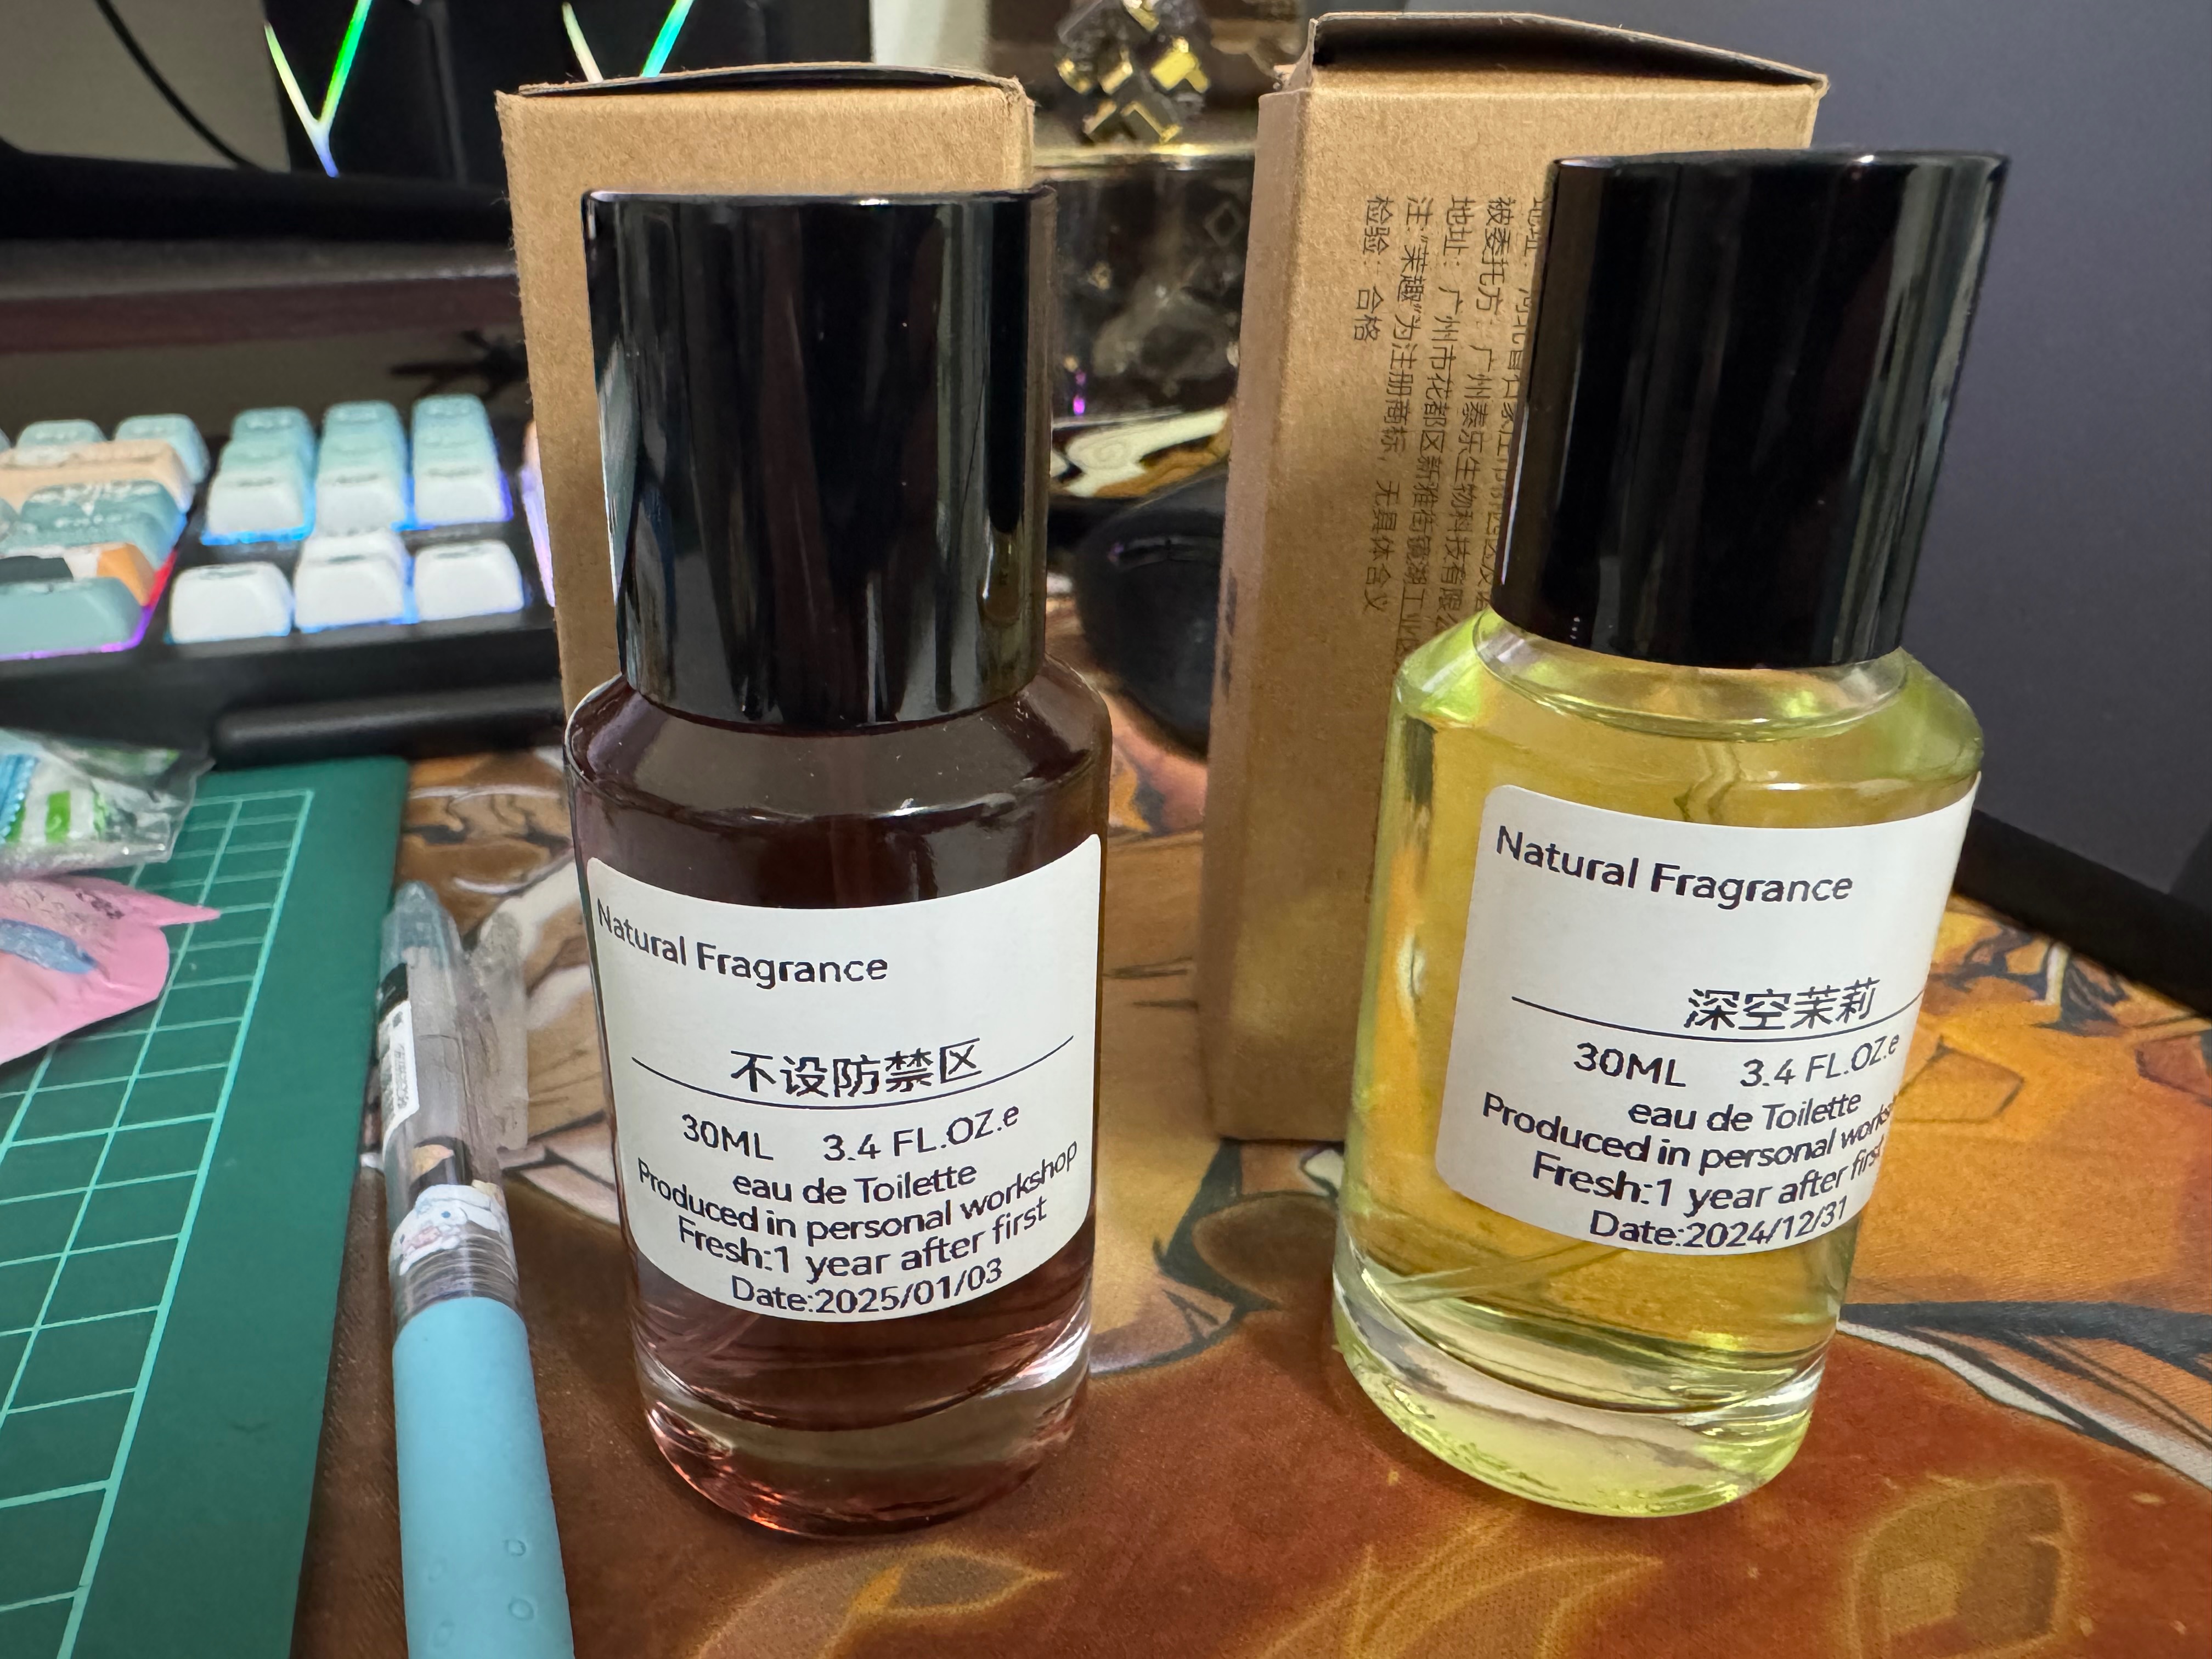 Natural Fragrance
不设防禁区
30ML 3.4 FL.OZ.e
eau de Toilette
Produced in personal workshop
Fresh:1 year after first
Date:2025/01/03
被委托方：广州泰乐生物科技有限
地址：广州市花都区新雅街镜湖工业
注：“莱趣”为注册商标，无具体含义
检验：合格
Natural Fragrance
深空茉莉
30ML 3.4 FL.OZ.e
eau de Toilette
Produced in personal
Fresh:1 year after first
Date:2024/12/31